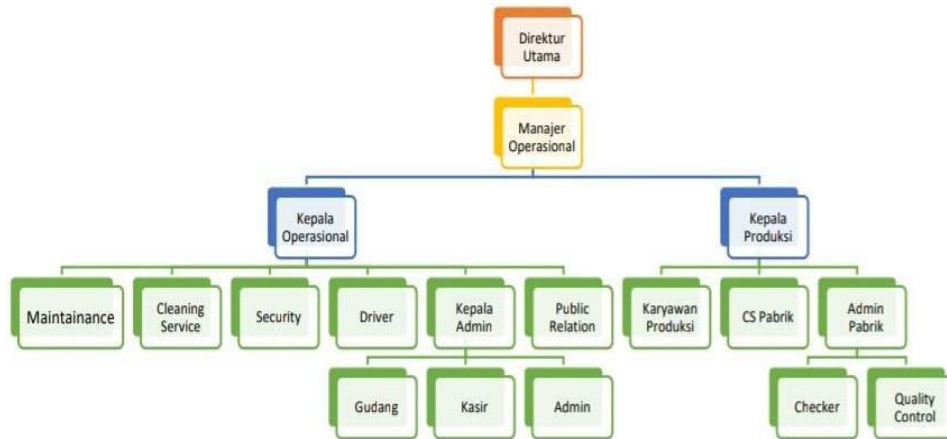 Direktur
Utama
Manajer
Operasional
Kepala
Operasional
Kepala
Produksi
Maintainance
Cleaning
Service
Security
Driver
Kepala
Admin
Public
Relation
Karyawan
Produksi
CS Pabrik
Admin
Pabrik
Gudang
Kasir
Admin
Checker
Quality
Control